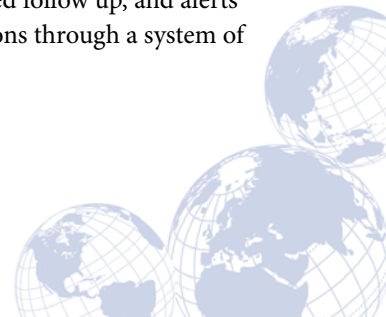 ed follow up, and alerts
ons through a system of